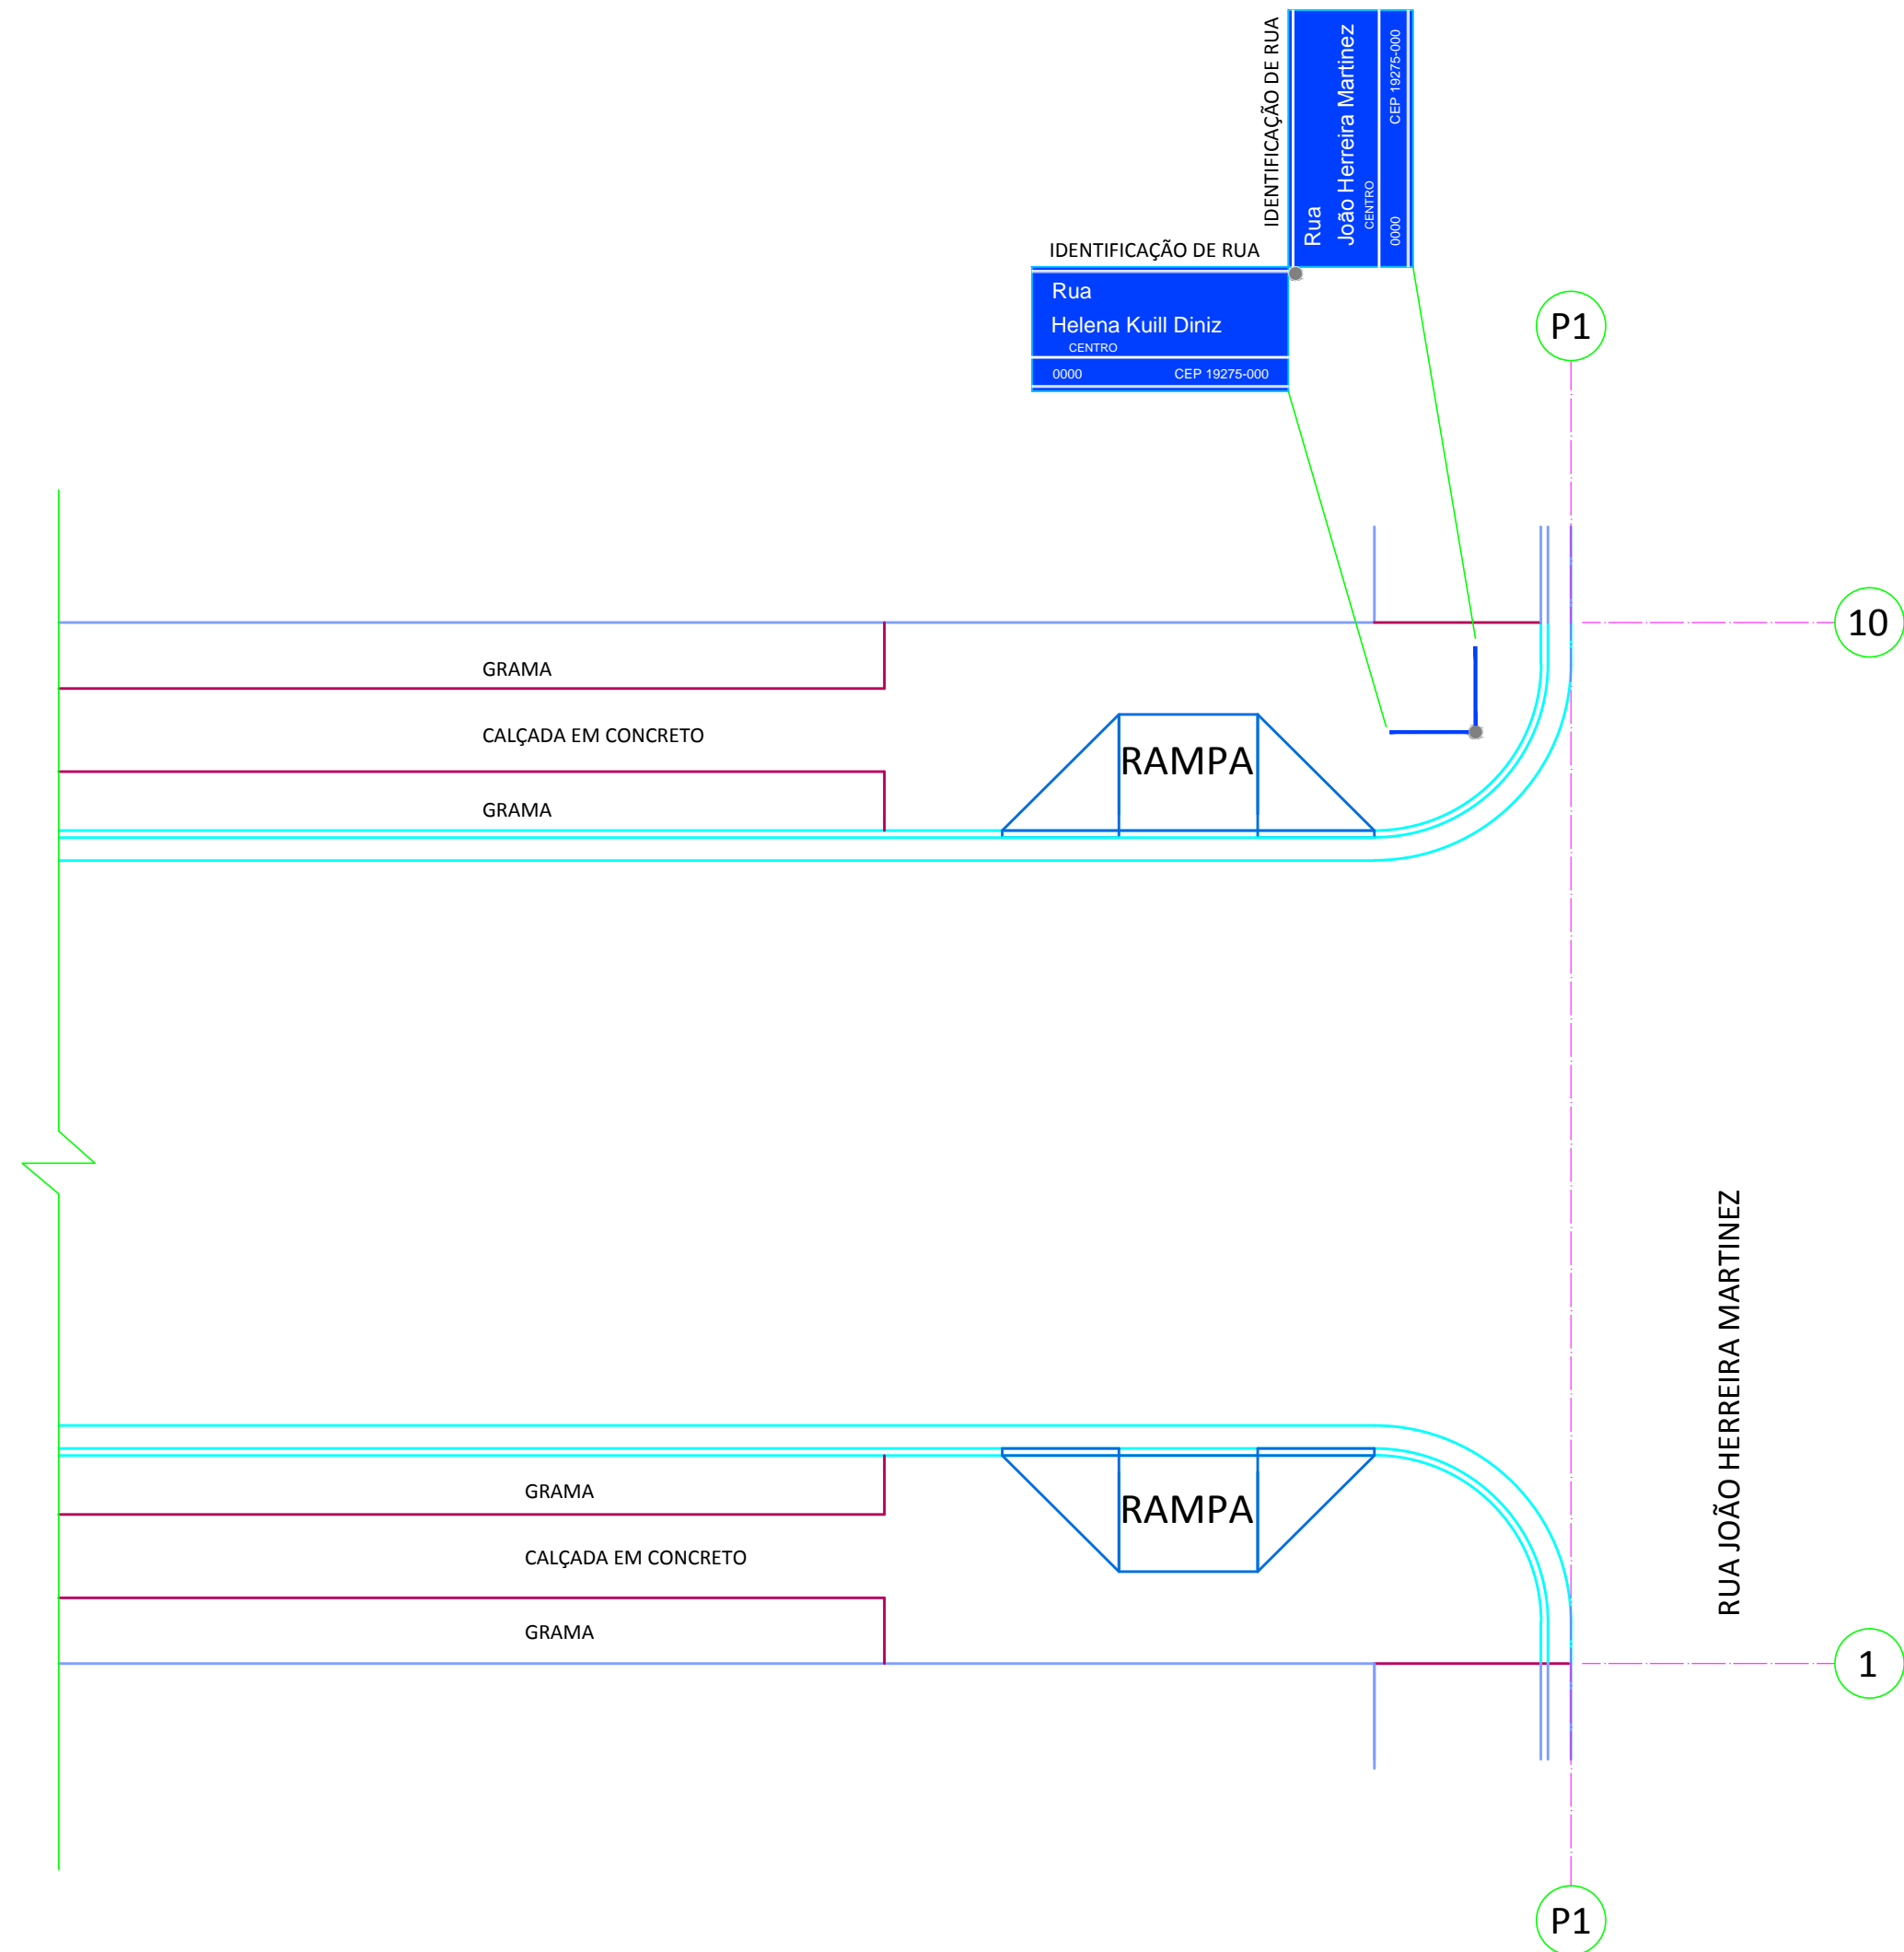 IDENTIFICAÇÃO DE RUA
Rua
João Herreira Martinez
CENTRO
0000 CEP 19275-000
IDENTIFICAÇÃO DE RUA
Rua
Helena Kuill Diniz
CENTRO
0000 CEP 19275-000
P1
10
GRAMA
CALÇADA EM CONCRETO
RAMPA
GRAMA
RUA JOÃO HERREIRA MARTINEZ
GRAMA
RAMPA
CALÇADA EM CONCRETO
GRAMA
1
P1